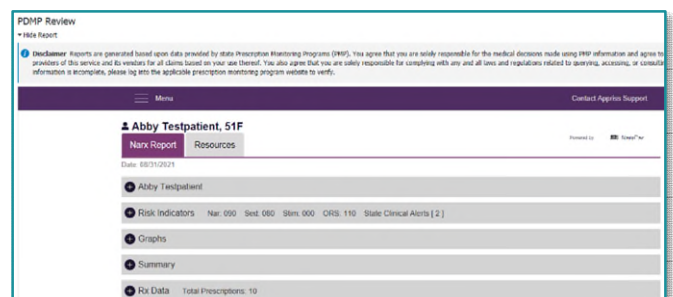 PDMP Review
Hide Report
Disclaimer Reports are generated based upon data provided by state Prescription Monitoring Programs (PMP). You agree that you are solely responsible for the medical decisions made using PMP information and agree to
providers of this service and its vendors for all claims based on your use thereof. You also agree that you are solely responsible for complying with any and all laws and regulations related to querying, accessing, or consulting
information is incomplete, please log into the applicable prescription monitoring program website to verify.
Menu Contact Appriss Support
Abby Testpatient, 51F
Narx Report Resources
Powered by
Date: 08/31/2021
Abby Testpatient
Risk Indicators Nar: 090 Sed: 060 Stim: 000 ORS: 110 State Clinical Alerts [ 2 ]
Graphs
Summary
Rx Data Total Prescriptions: 10